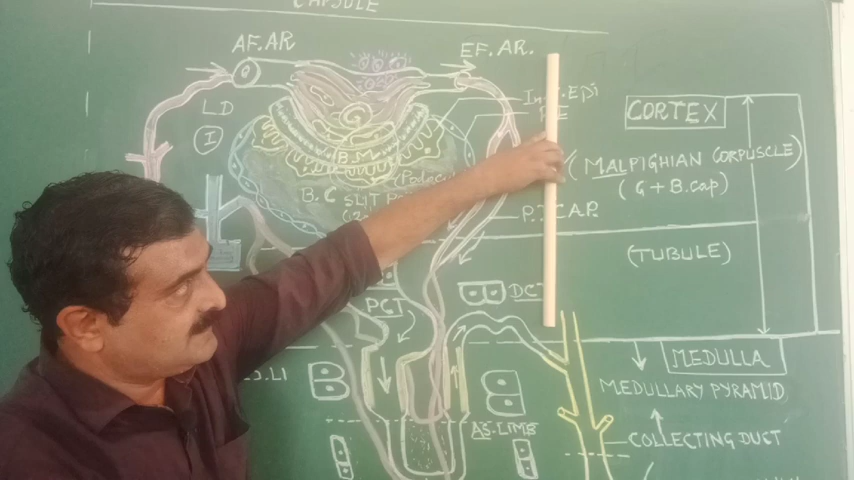 CAPSULE
AF.AR
EF.AR.
LD
I
CORTEX
B.M.
MALPIGHIAN CORPUSCLE)
(G+B.cap)
B.C SLIT
P.T.CAP.
(TUBULE)
PCT
DCT
MEDULLA
MEDULLARY PYRAMID
AS.LIMB
COLLECTING DUST